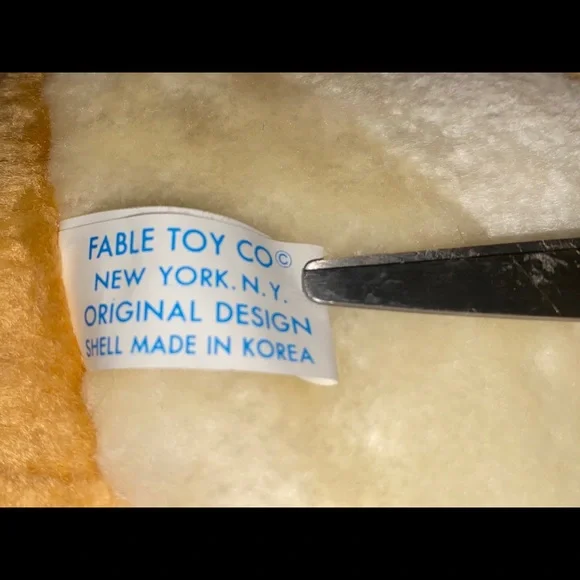 FABLE TOY CO©
NEW YORK. N.Y.
ORIGINAL DESIGN
SHELL MADE IN KOREA